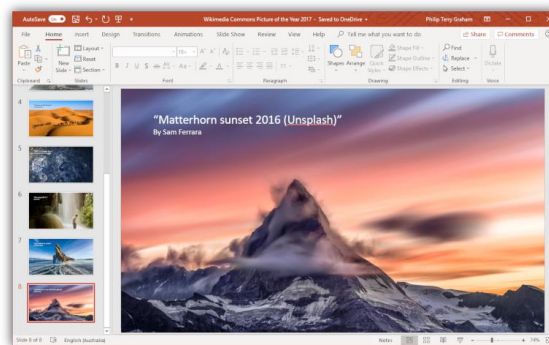 AutoSave On
Wikimedia Commons Picture of the Year 2017 - Saved to OneDrive
Philip Terry Graham
File Home Insert Design Transitions Animations Slide Show Review View Help Tell me what you want to do
Share Comments
Paste
New Slide
Layout
Reset
Section
Shapes Arrange Quick Styles
Shape Fill
Shape Outline
Shape Effects
Find
Replace
Select
Dictate
Clipboard Slides Font Paragraph Drawing Editing Voice
4
5
6
7
8
"Matterhorn sunset 2016 (Unsplash)"
By Sam Ferrara
Slide 8 of 8 English (Australia) Notes